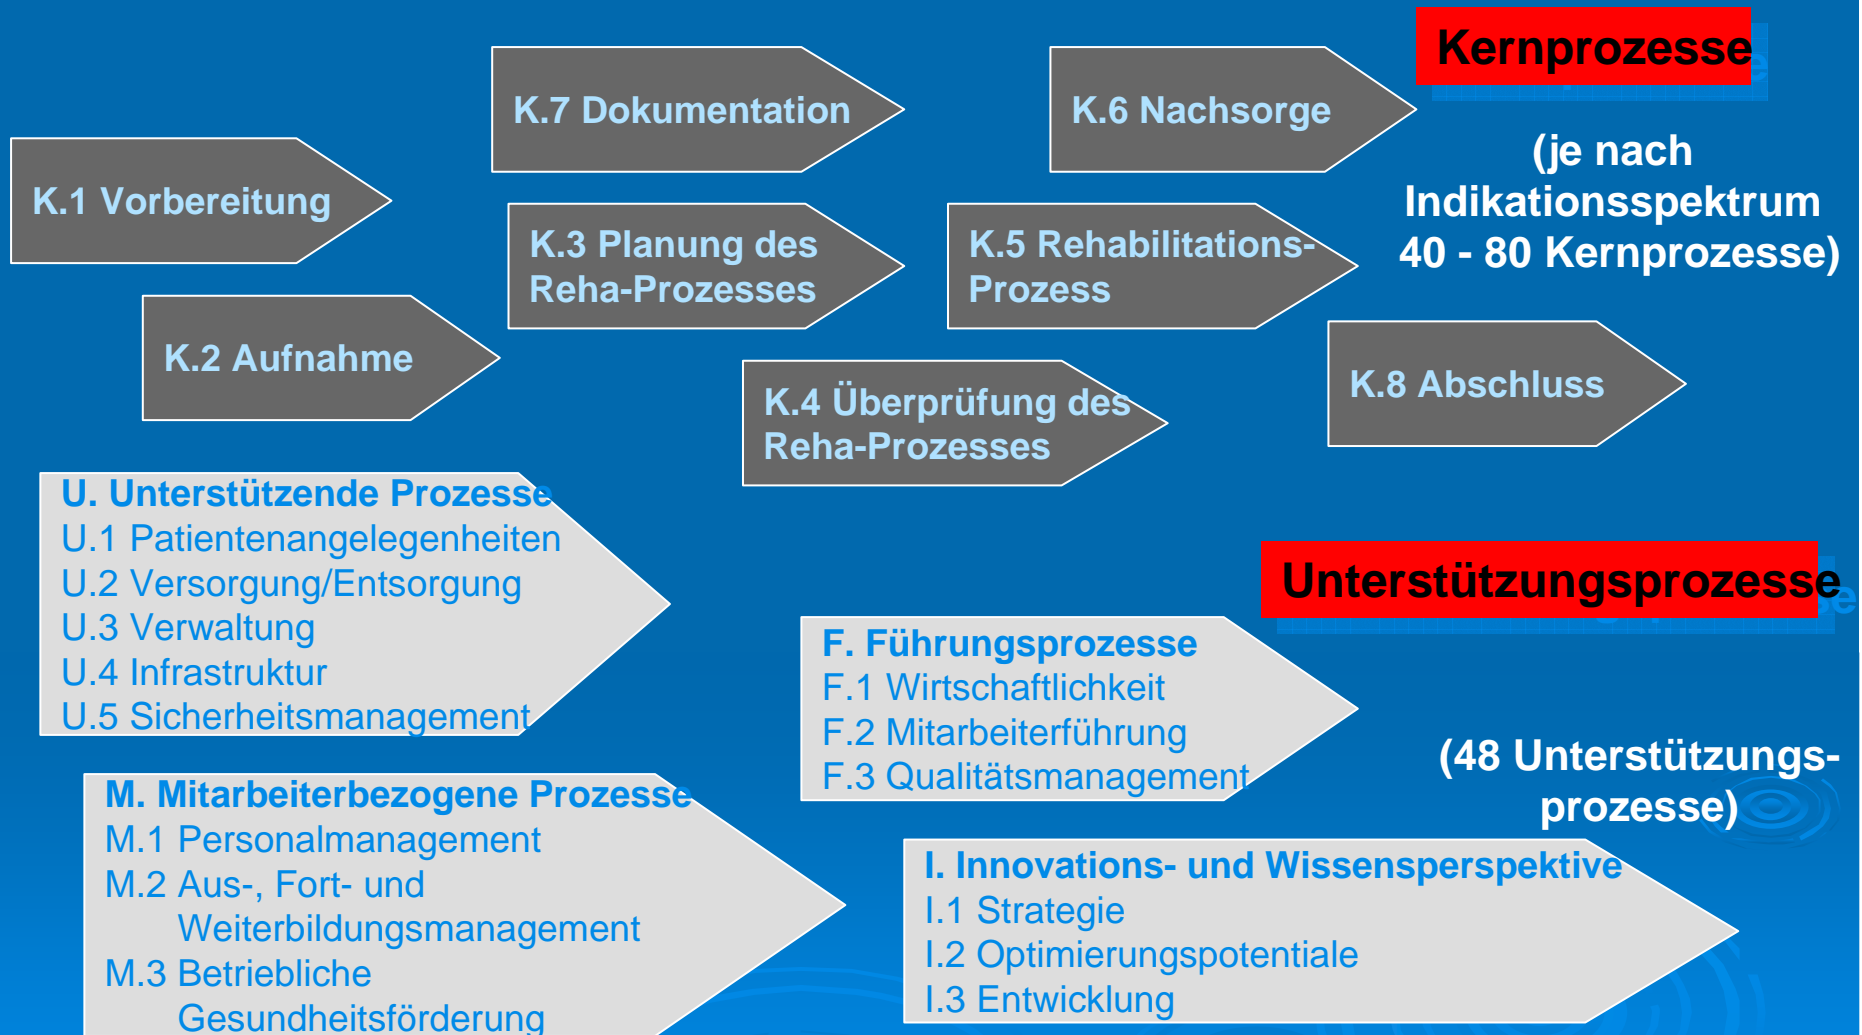 Kernprozesse
(je nach
Indikationsspektrum
40 - 80 Kernprozesse)
K.7 Dokumentation
K.6 Nachsorge
K.1 Vorbereitung
K.3 Planung des
Reha-Prozesses
K.5 Rehabilitations-
Prozess
K.2 Aufnahme
K.4 Überprüfung des
Reha-Prozesses
K.8 Abschluss
U. Unterstützende Prozesse
U.1 Patientenangelegenheiten
U.2 Versorgung/Entsorgung
U.3 Verwaltung
U.4 Infrastruktur
U.5 Sicherheitsmanagement
Unterstützungsprozesse
F. Führungsprozesse
F.1 Wirtschaftlichkeit
F.2 Mitarbeiterführung
F.3 Qualitätsmanagement
(48 Unterstützungs-
prozesse)
M. Mitarbeiterbezogene Prozesse
M.1 Personalmanagement
M.2 Aus-, Fort- und
Weiterbildungsmanagement
M.3 Betriebliche
Gesundheitsförderung
I. Innovations- und Wissensperspektive
I.1 Strategie
I.2 Optimierungspotentiale
I.3 Entwicklung